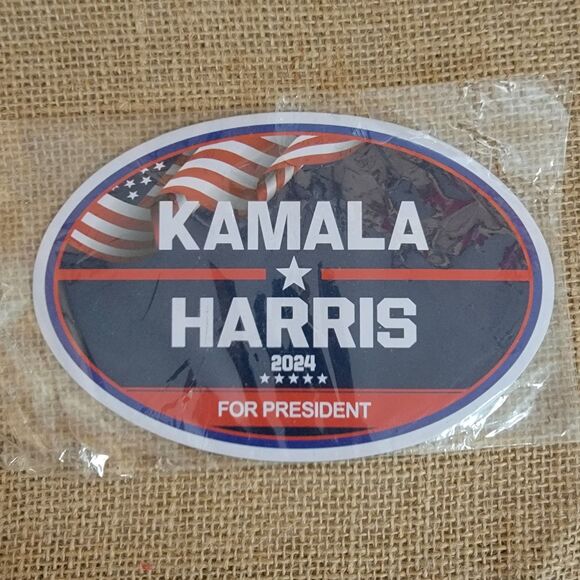 KAMALA
HARRIS
2024
FOR PRESIDENT